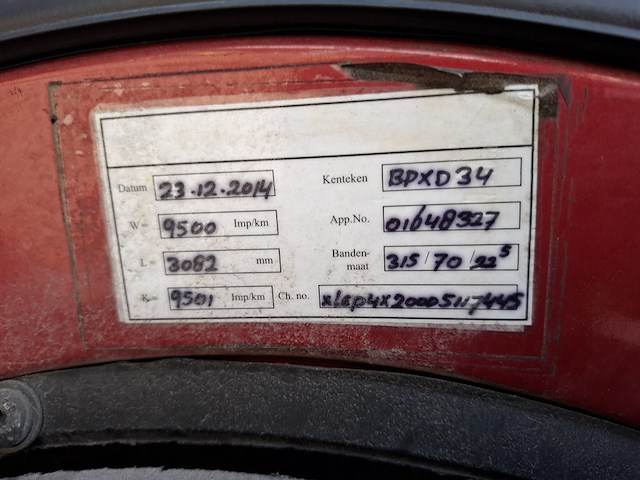 Datum 23.12.2014 Kenteken BPXD34
W= 9500 Imp/km App.No. 01648327
L 3082 mm Banden-maat 315/70/22⁵
K= 9501 Imp/km Ch. no.